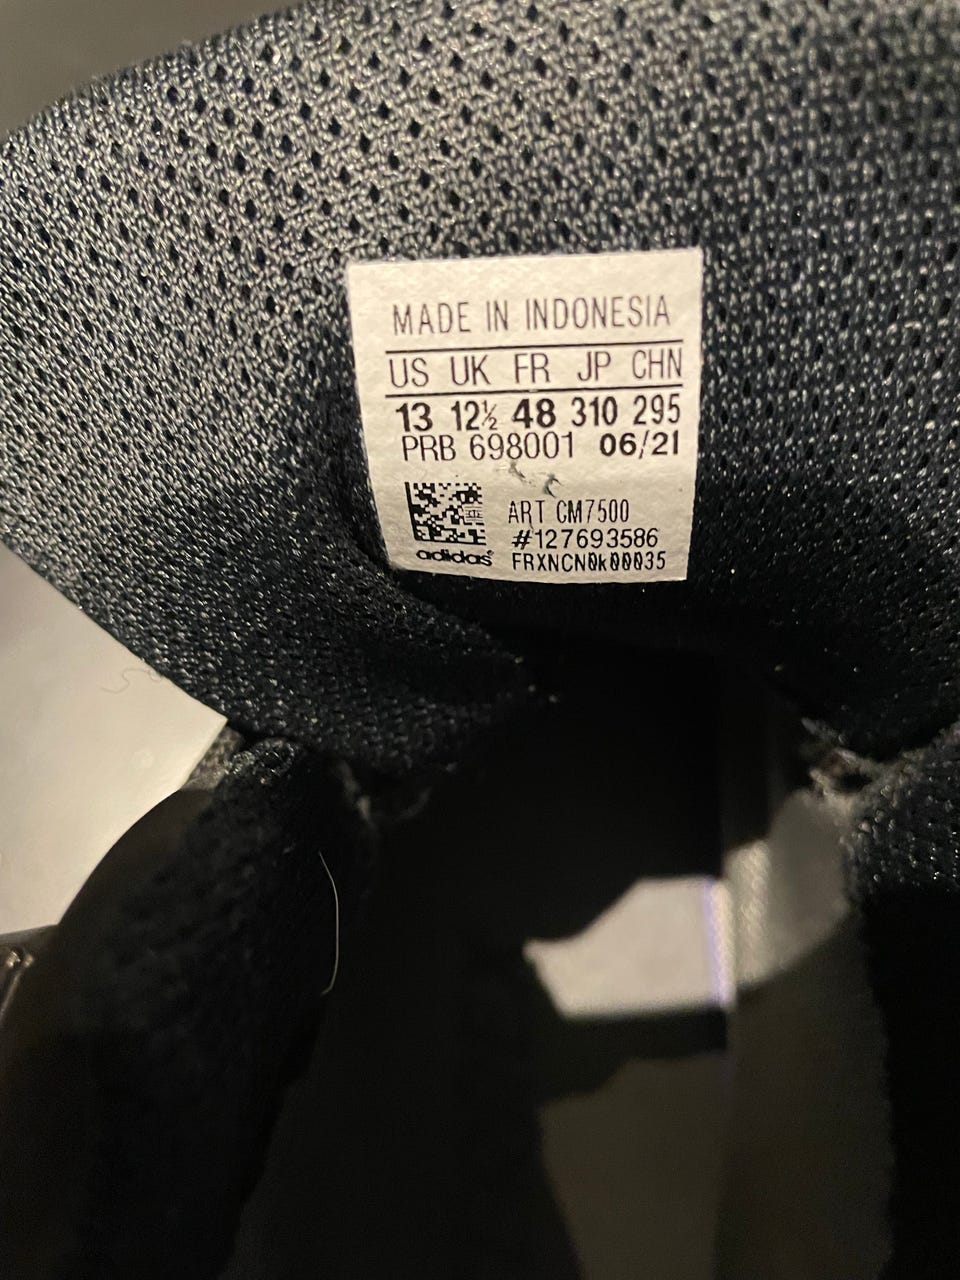 MADE IN INDONESIA
US UK FR JP CHN
13 12½ 48 310 295
PRB 698001 06/21
ART CM7500
#127693586
adidas FRXNCN0k00035